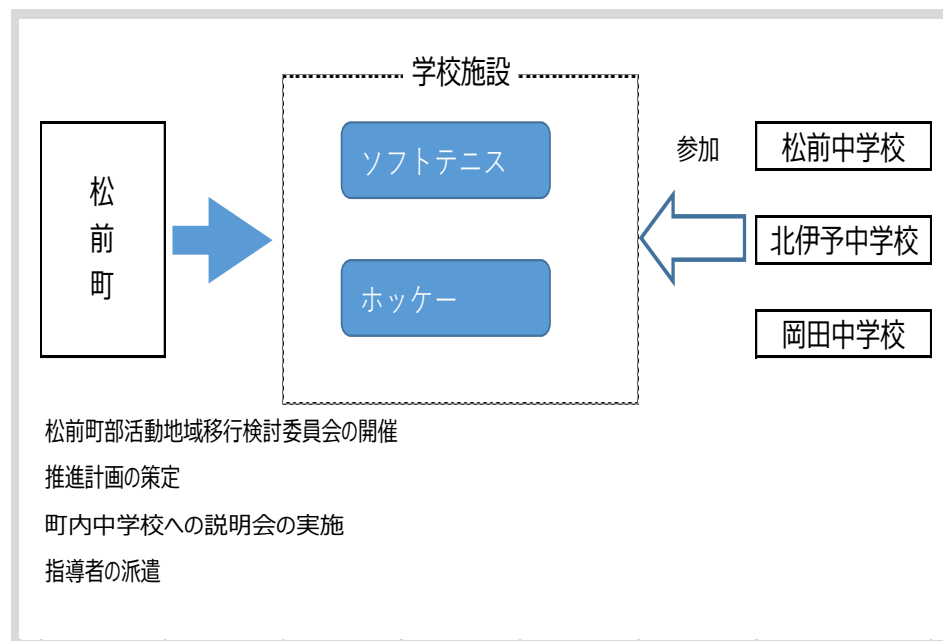 学校施設
松前町
ソフトテニス
ホッケー
参加
松前中学校
北伊予中学校
岡田中学校
松前町部活動地域移行検討委員会の開催
推進計画の策定
町内中学校への説明会の実施
指導者の派遣